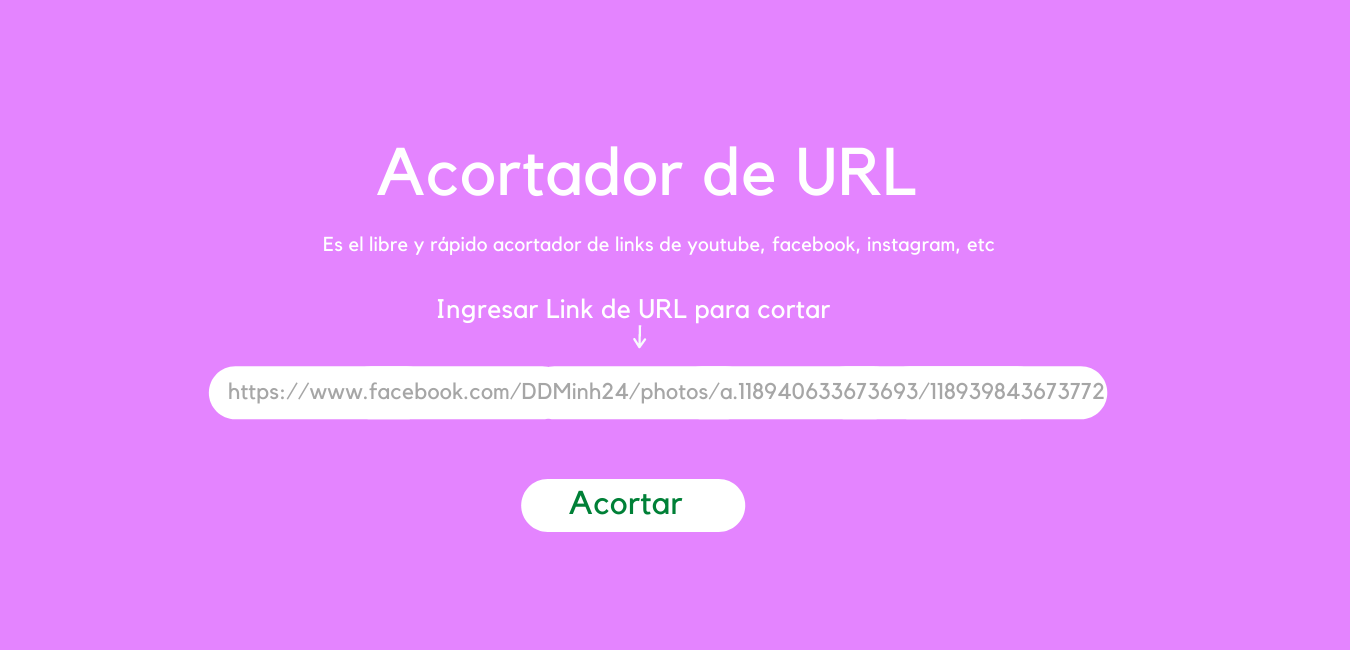 Acortador de URL
Es el libre y rápido acortador de links de youtube, facebook, instagram, etc
Ingresar Link de URL para cortar
↓
https://www.facebook.com/DDMinh24/photos/a.118940633673693/118939843673772
Acortar